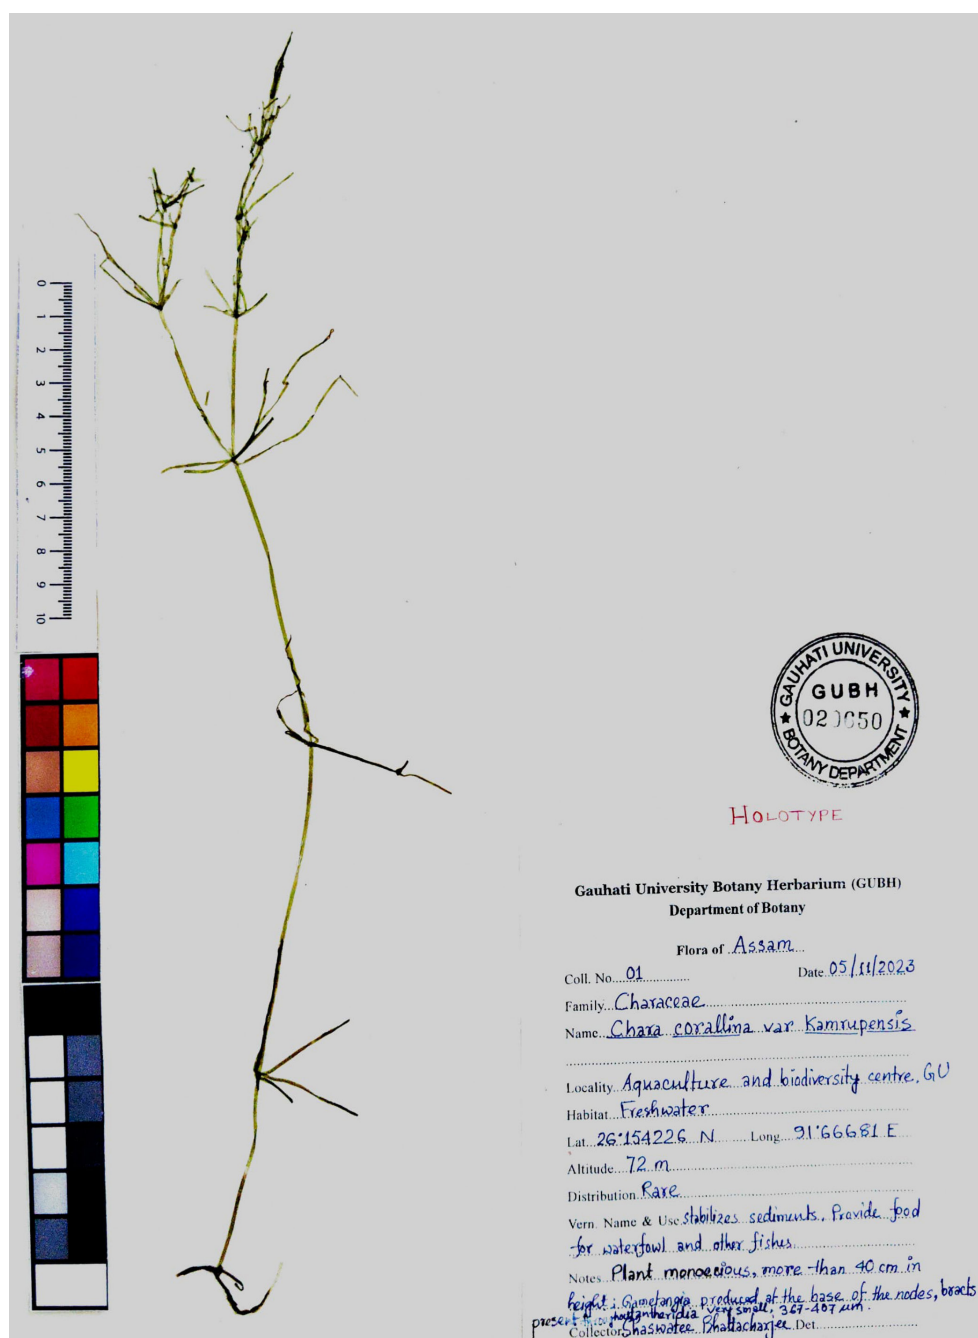 0
1
2
3
4
5
6
7
8
9
10
GAUHATI UNIVERSITY
GUBH
BOTANY DEPARTMENT
HOLOTYPE
Gauhati University Botany Herbarium (GUBH)
Department of Botany
Flora of Assam
Coll. No. 01 Date 05/11/2023
Family Characeae
Name Chara corallina var Kamrupensis
Locality Aquaculture and biodiversity centre, GU
Habitat Freshwater
Lat. 26°154226 N Long 91°66681 E
Altitude 72 m
Distribution Rare
Vern. Name & Use stabilizes sediments. Provide food
for waterfowl and other fishes
Notes Plant monoecious, more than 40 cm in
height; Gametangia produced at the base of the nodes, bracts
present antheridia very small, 367-407 µm.
Collector Shaswatee Bhattacharjee Det.